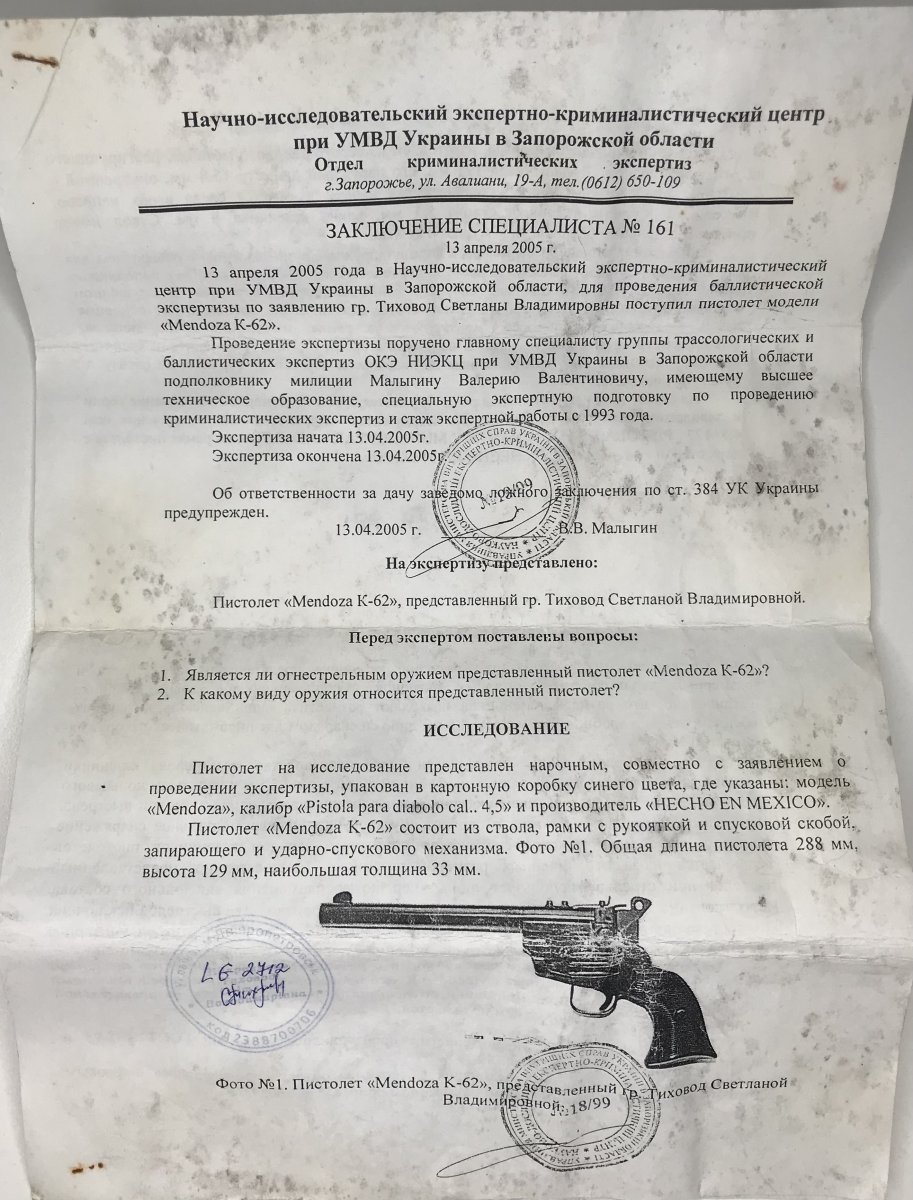 Научно-исследовательский экспертно-криминалистический центр
при УМВД Украины в Запорожской области
Отдел криминалистических экспертиз
г.Запорожье, ул. Авалиани, 19-А, тел.(0612) 650-109
ЗАКЛЮЧЕНИЕ СПЕЦИАЛИСТА № 161
13 апреля 2005 г.
13 апреля 2005 года в Научно-исследовательский экспертно-криминалистический
центр при УМВД Украины в Запорожской области, для проведения баллистической
экспертизы по заявлению гр. Тиховод Светланы Владимировны поступил пистолет модели
«Mendoza K-62».
Проведение экспертизы поручено главному специалисту группы трассологических и
баллистических экспертиз ОКЭ НИЭКЦ при УМВД Украины в Запорожской области
подполковнику милиции Малыгину Валерию Валентиновичу, имеющему высшее
техническое образование, специальную экспертную подготовку по проведению
криминалистических экспертиз и стаж экспертной работы с 1993 года.
Экспертиза начата 13.04.2005г.
Экспертиза окончена 13.04.2005г.
Об ответственности за дачу заведомо ложного заключения по ст. 384 УК Украины
предупрежден.
13.04.2005 г. В.В. Малыгин
№18/99
На экспертизу представлено:
Пистолет «Mendoza K-62», представленный гр. Тиховод Светланой Владимировной.
Перед экспертом поставлены вопросы:
1. Является ли огнестрельным оружием представленный пистолет «Mendoza K-62»?
2. К какому виду оружия относится представленный пистолет?
ИССЛЕДОВАНИЕ
Пистолет на исследование представлен нарочным, совместно с заявлением о
проведении экспертизы, упакован в картонную коробку синего цвета, где указаны: модель
«Mendoza», калибр «Pistola para diabolo cal.. 4,5» и производитель «HECHO EN MEXICO».
Пистолет «Mendoza K-62» состоит из ствола, рамки с рукояткой и спусковой скобой,
запирающего и ударно-спускового механизма. Фото №1. Общая длина пистолета 288 мм,
высота 129 мм, наибольшая толщина 33 мм.
LG 2712
код 2388700706
Фото №1. Пистолет «Mendoza K-62», представленный гр. Тиховод Светланой
Владимировной.
№18/99